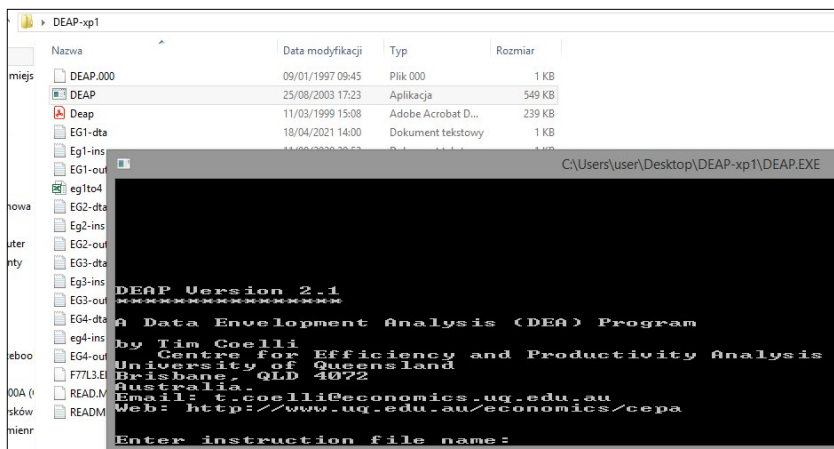 DEAP-xp1
Nazwa Data modyfikacji Typ Rozmiar
miejs DEAP.000 09/01/1997 09:45 Plik 000 1 KB
DEAP 25/08/2003 17:23 Aplikacja 549 KB
Deap 11/03/1999 15:08 Adobe Acrobat D... 239 KB
EG1-dta 18/04/2021 14:00 Dokument tekstowy 1 KB
Eg1-ins
EG1-out
eg1to4
nowa EG2-dta
Eg2-ins
uter EG2-out
nty EG3-dta
Eg3-ins
EG3-out
EG4-dta
eg4-ins
eboo EG4-out
F77L3.E
00A READ.M
sków READM
mienr
C:\Users\user\Desktop\DEAP-xp1\DEAP.EXE
DEAP Version 2.1
*****************
A Data Envelopment Analysis (DEA) Program
by Tim Coelli
Centre for Efficiency and Productivity Analysis
University of Queensland
Brisbane, QLD 4072
Australia.
Email: t.coelli@economics.uq.edu.au
Web: http://www.uq.edu.au/economics/cepa
Enter instruction file name: